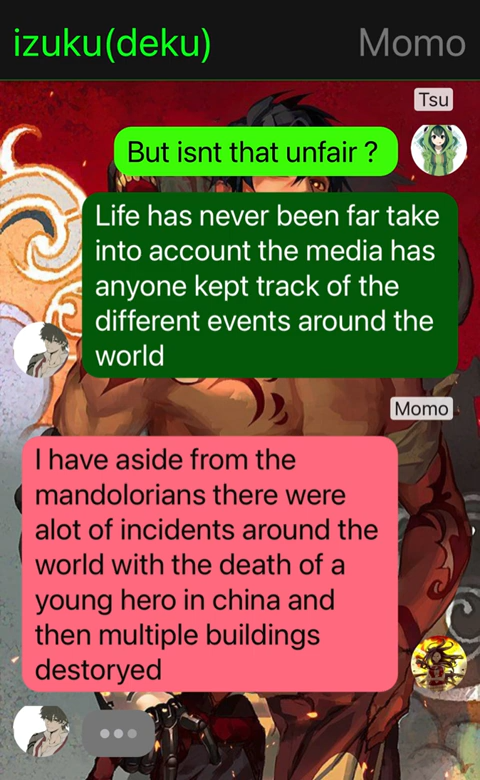 izuku(deku) Momo
Tsu
But isnt that unfair ?
Life has never been far take
into account the media has
anyone kept track of the
different events around the
world
Momo
I have aside from the
mandolorians there were
alot of incidents around the
world with the death of a
young hero in china and
then multiple buildings
destoryed